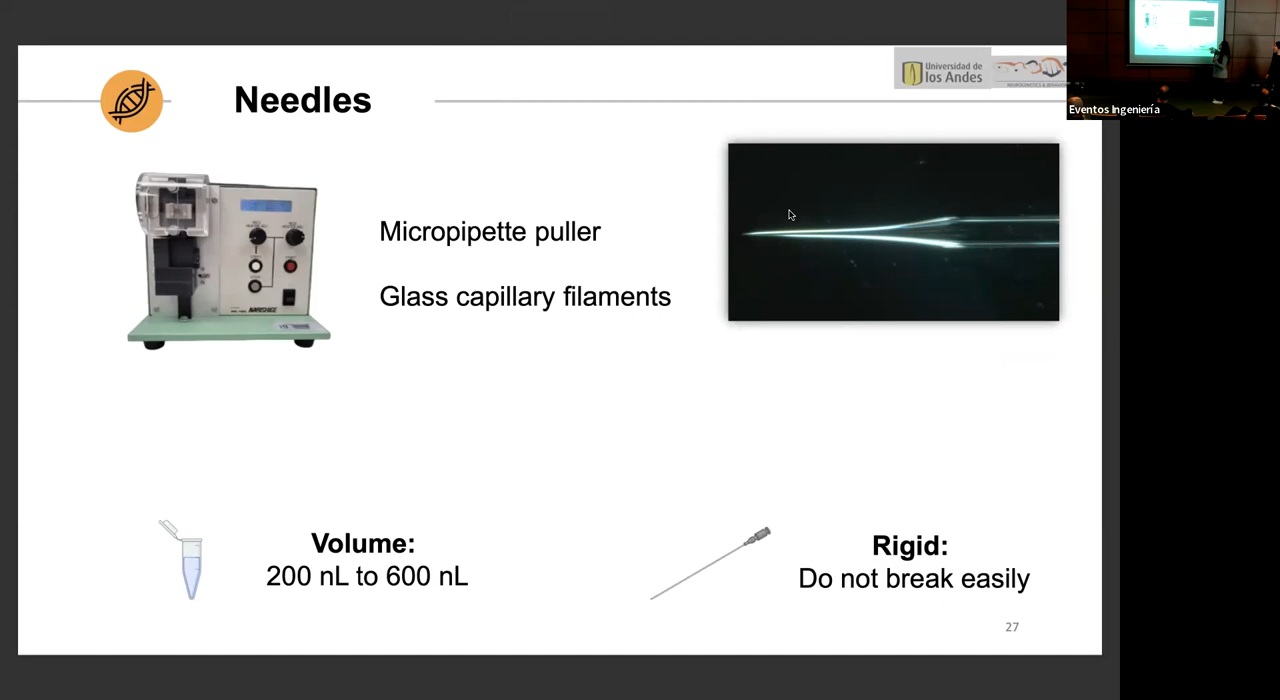 Needles
Universidad de
los Andes
Eventos Ingeniería
Micropipette puller
Glass capillary filaments
NARISHIGE
Volume:
200 nL to 600 nL
Rigid:
Do not break easily
27